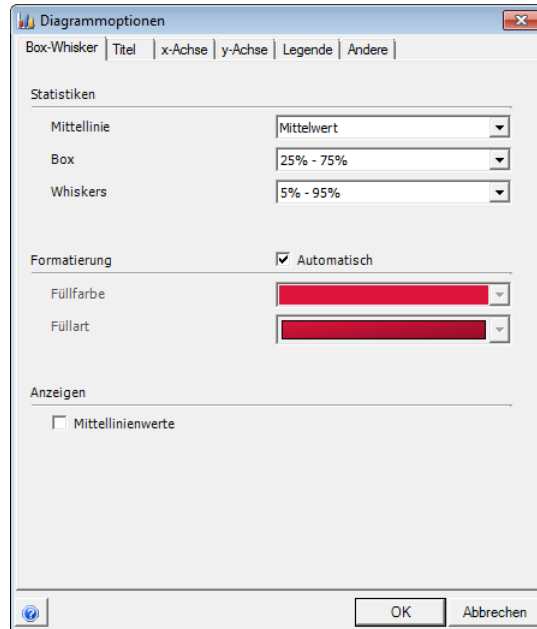 Diagrammoptionen
Box-Whisker Titel x-Achse y-Achse Legende Andere
Statistiken
Mittellinie Mittelwert
Box 25% - 75%
Whiskers 5% - 95%
Formatierung Automatisch
Füllfarbe
Füllart
Anzeigen
Mittellinienwerte
OK Abbrechen